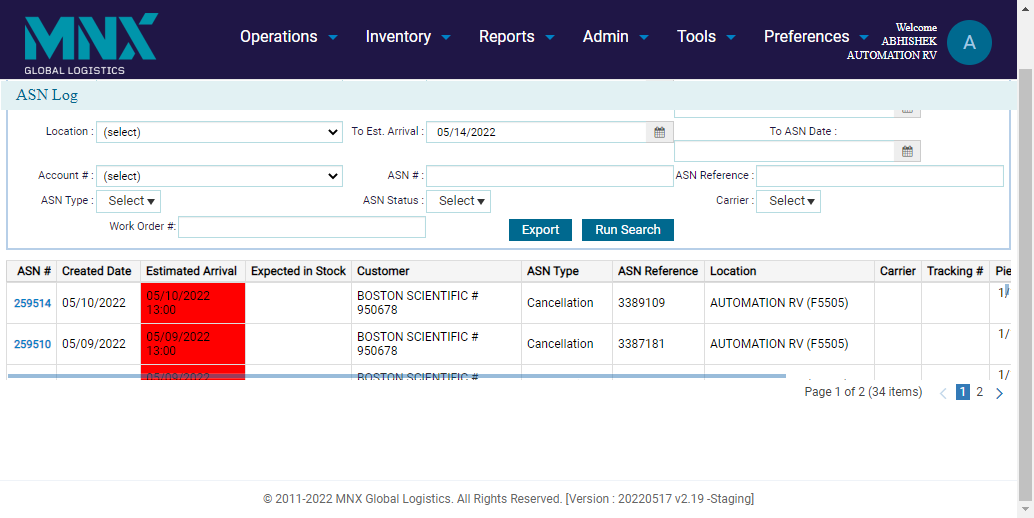 MNX
GLOBAL LOGISTICS
Operations
Inventory
Reports
Admin
Tools
Preferences
Welcome
ABHISHEK
AUTOMATION RV
A
ASN Log
Location :
(select)
To Est. Arrival :
05/14/2022
To ASN Date :
Account # :
(select)
ASN # :
ASN Reference :
ASN Type :
Select
ASN Status :
Select
Carrier :
Select
Work Order #:
Export
Run Search
ASN # Created Date Estimated Arrival Expected in Stock Customer ASN Type ASN Reference Location Carrier Tracking # Pie
259514 05/10/2022 05/10/2022 13:00 BOSTON SCIENTIFIC # 950678 Cancellation 3389109 AUTOMATION RV (F5505) 1/
259510 05/09/2022 05/09/2022 13:00 BOSTON SCIENTIFIC # 950678 Cancellation 3387181 AUTOMATION RV (F5505) 1/
05/09/2022 BOSTON SCIENTIFIC # 1/
Page 1 of 2 (34 items) 1 2
© 2011-2022 MNX Global Logistics. All Rights Reserved. [Version : 20220517 v2.19 -Staging]